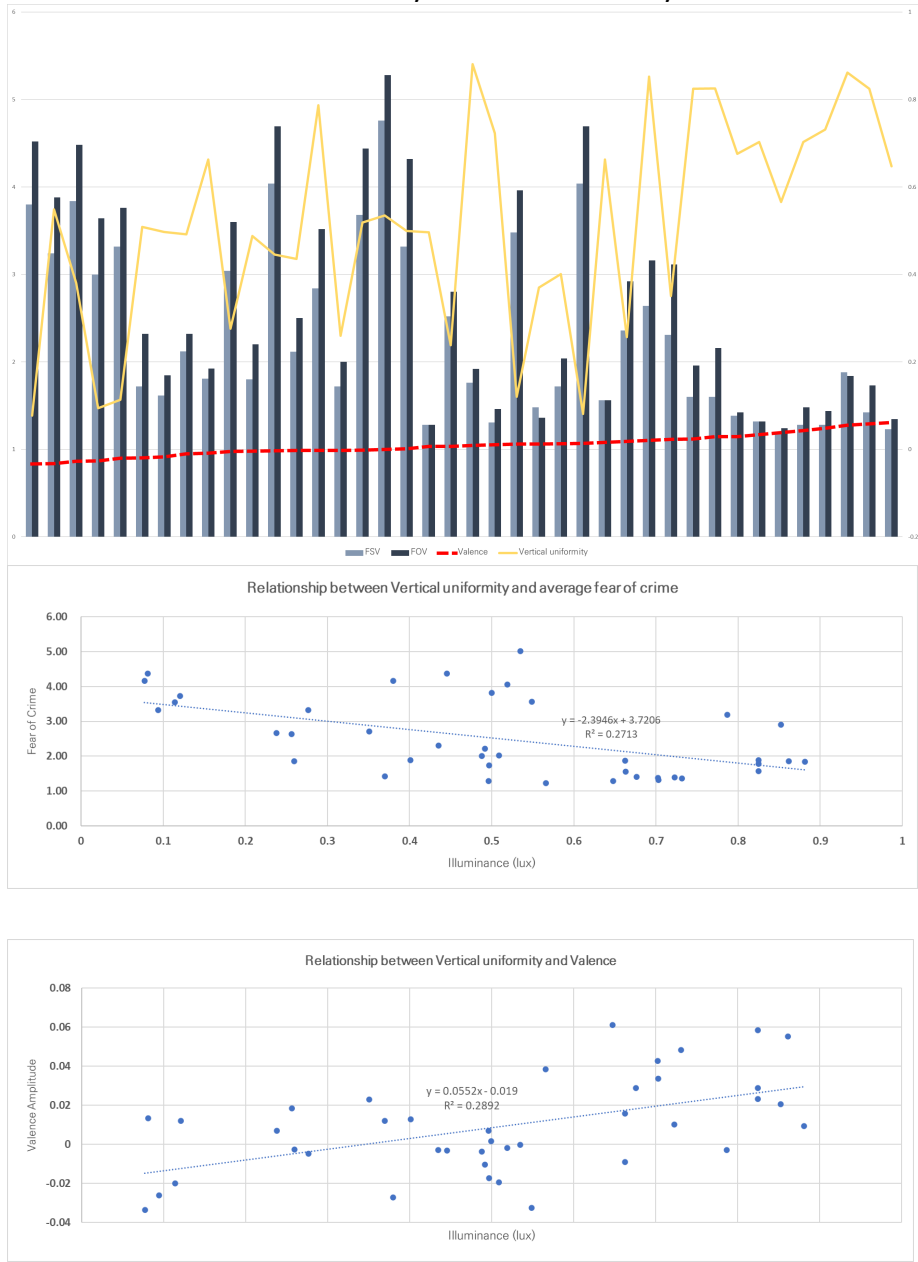 6 1
5 0.8
4 0.6
3 0.4
2 0.2
1 0
0 -0.2
FSV FOV Valence Vertical uniformity
Relationship between Vertical uniformity and average fear of crime
6.00
5.00
4.00
3.00
2.00
1.00
0.00
Fear of Crime
y = -2.3946x + 3.7206
R² = 0.2713
0 0.1 0.2 0.3 0.4 0.5 0.6 0.7 0.8 0.9 1
Illuminance (lux)
Relationship between Vertical uniformity and Valence
0.08
0.06
0.04
0.02
0
-0.02
-0.04
Valence Amplitude
y = 0.0552x - 0.019
R² = 0.2892
Illuminance (lux)